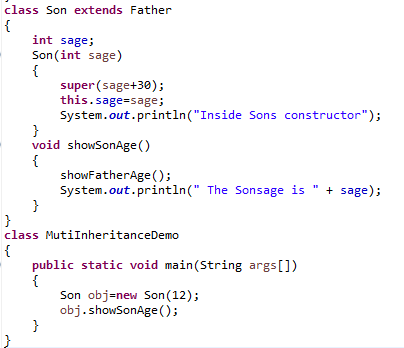 class Son extends Father
{
int sage;
Son(int sage)
{
super(sage+30);
this.sage=sage;
System.out.println("Inside Sons constructor");
}
void showSonAge()
{
showFatherAge();
System.out.println(" The Sonsage is " + sage);
}
}
class MutiInheritanceDemo
{
public static void main(String args[])
{
Son obj=new Son(12);
obj.showSonAge();
}
}